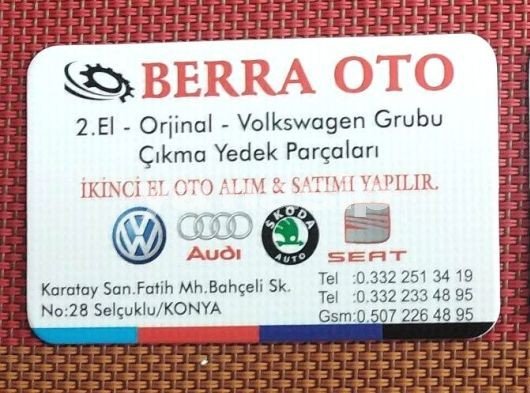 BERRA OTO
2.El - Orjinal - Volkswagen Grubu
Çıkma Yedek Parçaları
İKİNCİ EL OTO ALIM & SATIMI YAPILIR.
Audi
SKODA
AUTO
SEAT
Karatay San.Fatih Mh.Bahçeli Sk.
No:28 Selçuklu/KONYA
Tel :0.332 251 34 19
Tel :0.332 233 48 95
Gsm:0.507 226 48 95